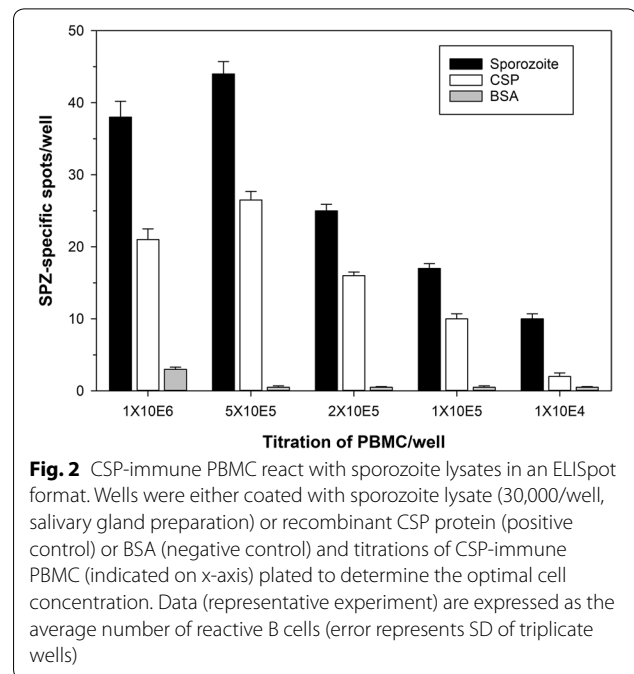 50
40
30
20
10
0
SPZ-specific spots/well
Sporozoite
CSP
BSA
1X10E6 5X10E5 2X10E5 1X10E5 1X10E4
Titration of PBMC/well
Fig. 2 CSP-immune PBMC react with sporozoite lysates in an ELISpot
format. Wells were either coated with sporozoite lysate (30,000/well,
salivary gland preparation) or recombinant CSP protein (positive
control) or BSA (negative control) and titrations of CSP-immune
PBMC (indicated on x-axis) plated to determine the optimal cell
concentration. Data (representative experiment) are expressed as the
average number of reactive B cells (error represents SD of triplicate
wells)